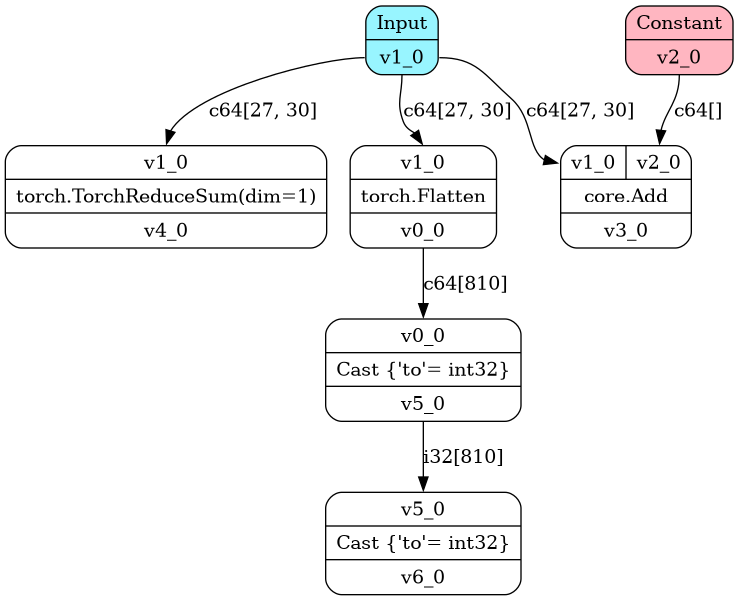 Input
v1_0
Constant
v2_0
c64[27, 30]
c64[27, 30]
c64[27, 30]
c64[]
v1_0
torch.TorchReduceSum(dim=1)
v4_0
v1_0
torch.Flatten
v0_0
v1_0 v2_0
core.Add
v3_0
c64[810]
v0_0
Cast {'to'= int32}
v5_0
i32[810]
v5_0
Cast {'to'= int32}
v6_0